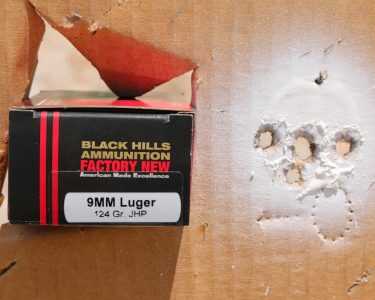 BLACK HILLS
AMMUNITION
FACTORY NEW
American Made Excellence
9MM Luger
124 Gr. JHP